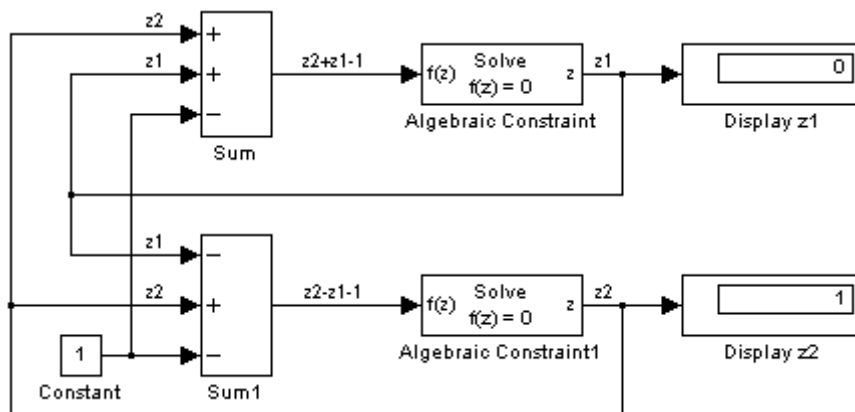 z2
+
z1
+
−
Sum
z2+z1-1
f(z)
Solve
f(z) = 0
z
Algebraic Constraint
z1
0
Display z1
z1
−
z2
+
−
Sum1
1
Constant
z2-z1-1
f(z)
Solve
f(z) = 0
z
Algebraic Constraint1
z2
1
Display z2